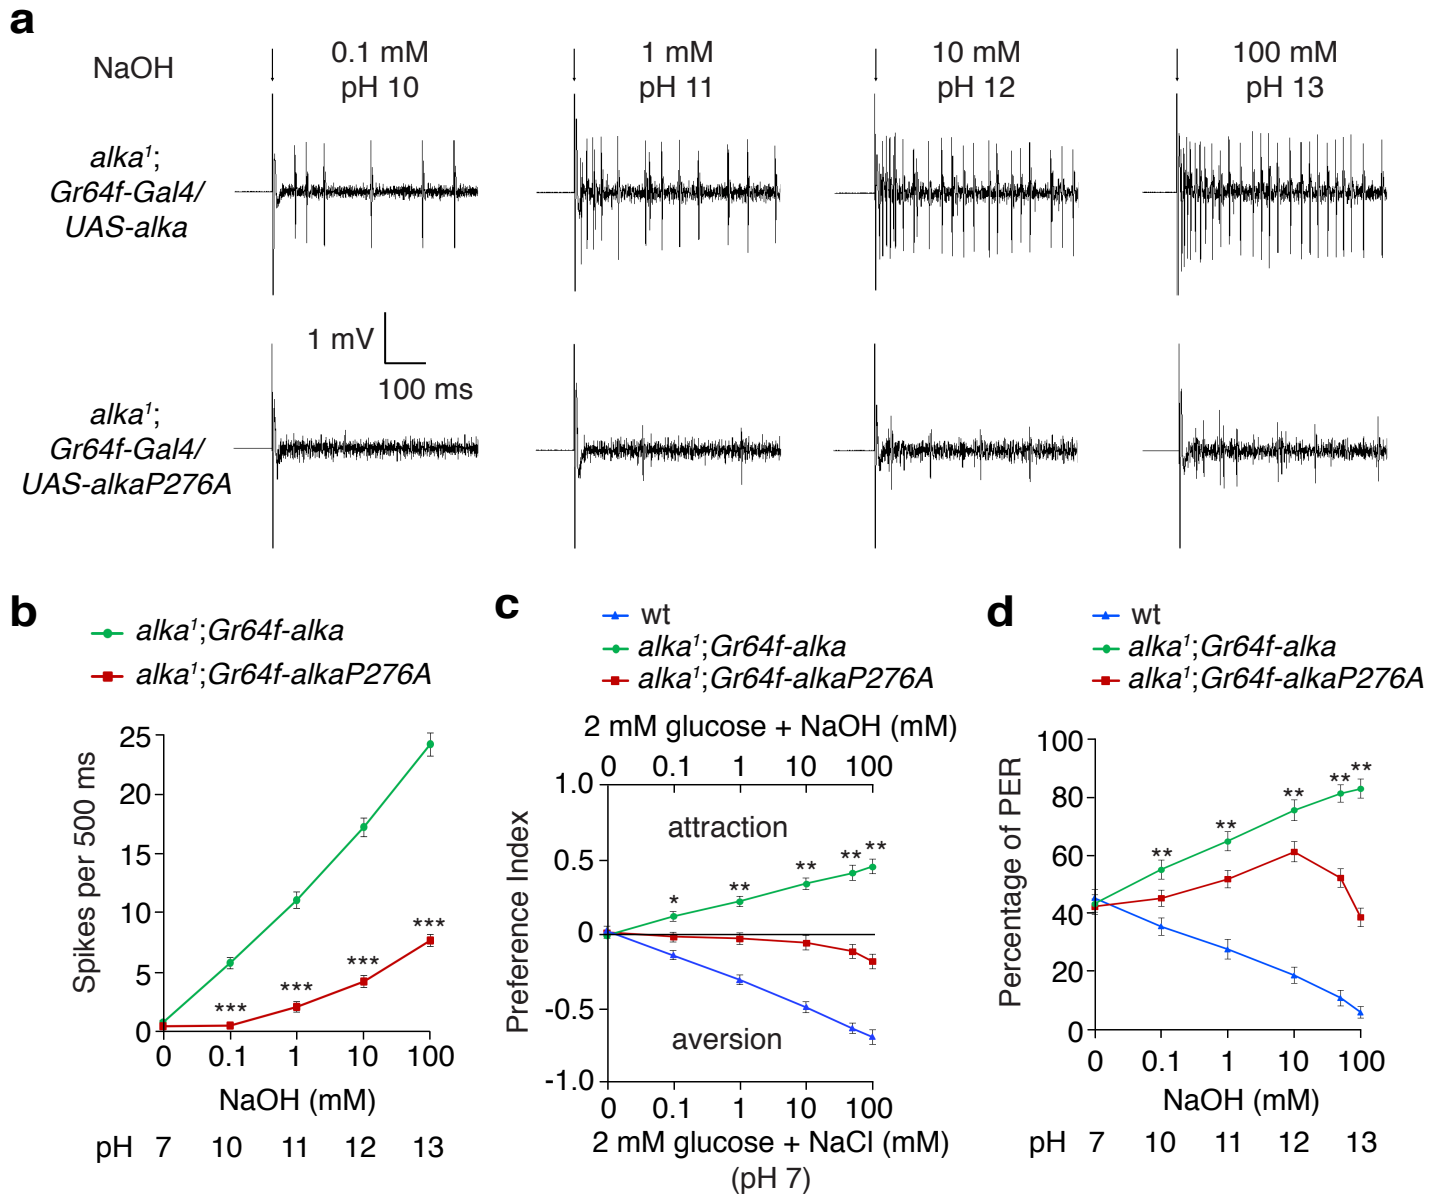 a
NaOH
0.1 mM
pH 10
1 mM
pH 11
10 mM
pH 12
100 mM
pH 13
alka¹;
Gr64f-Gal4/
UAS-alka
1 mV
100 ms
alka¹;
Gr64f-Gal4/
UAS-alkaP276A
b
alka¹;Gr64f-alka
alka¹;Gr64f-alkaP276A
Spikes per 500 ms
25
20
15
10
5
0
***
***
***
***
0 0.1 1 10 100
NaOH (mM)
pH 7 10 11 12 13
c
wt
alka¹;Gr64f-alka
alka¹;Gr64f-alkaP276A
2 mM glucose + NaOH (mM)
0 0.1 1 10 100
Preference Index
1.0
0.5
0
-0.5
-1.0
attraction
* ** ** ** **
aversion
0 0.1 1 10 100
2 mM glucose + NaCl (mM)
(pH 7)
d
wt
alka¹;Gr64f-alka
alka¹;Gr64f-alkaP276A
Percentage of PER
100
80
60
40
20
0
** ** ** ** **
0 0.1 1 10 100
NaOH (mM)
pH 7 10 11 12 13